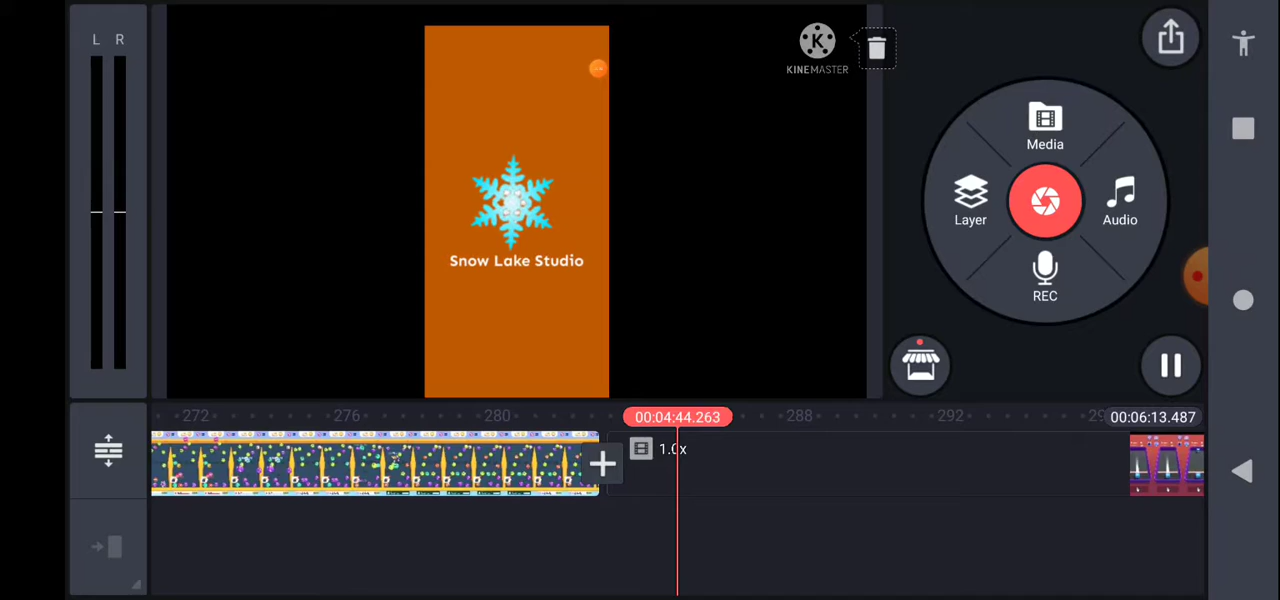 L R
KINEMASTER
Snow Lake Studio
Media
Layer
Audio
REC
272 276 280 00:04:44.263 288 292 29 00:06:13.487
1.0x